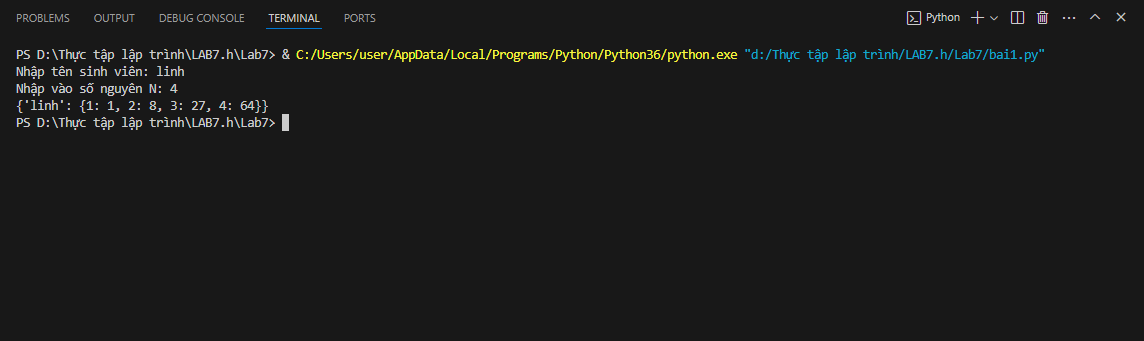 PROBLEMS OUTPUT DEBUG CONSOLE TERMINAL PORTS Python
PS D:\Thực tập lập trình\LAB7.h\Lab7> & C:/Users/user/AppData/Local/Programs/Python/Python36/python.exe "d:/Thực tập lập trình/LAB7.h/Lab7/bai1.py"
Nhập tên sinh viên: linh
Nhập vào số nguyên N: 4
{'linh': {1: 1, 2: 8, 3: 27, 4: 64}}
PS D:\Thực tập lập trình\LAB7.h\Lab7>